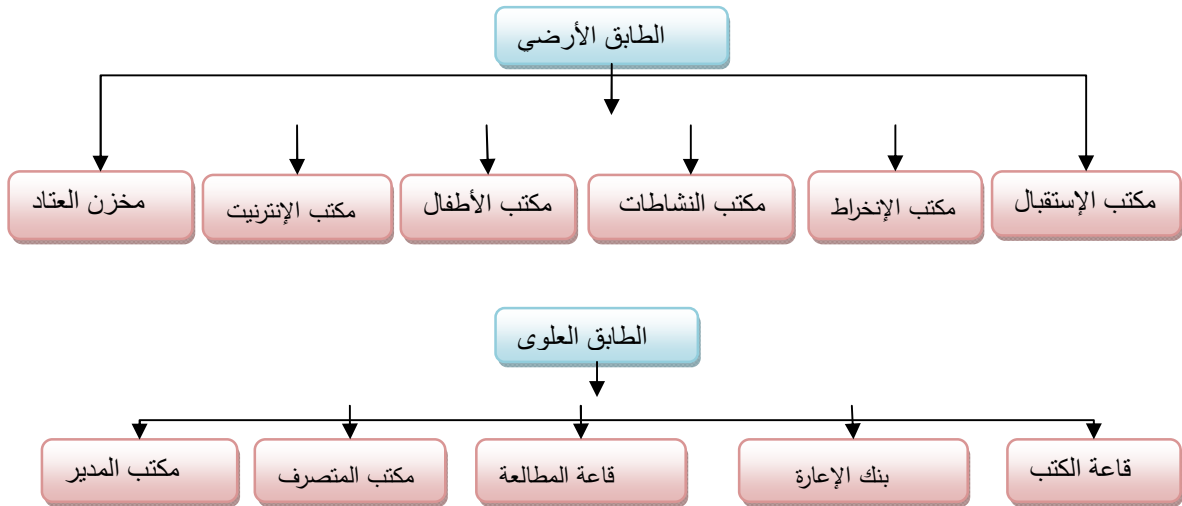 الطابق الأرضي
مكتب الإستقبال
مكتب الإنخراط
مكتب النشاطات
مكتب الأطفال
مكتب الإنترنيت
مخزن العتاد
الطابق العلوي
قاعة الكتب
بنك الإعارة
قاعة المطالعة
مكتب المتصرف
مكتب المدير